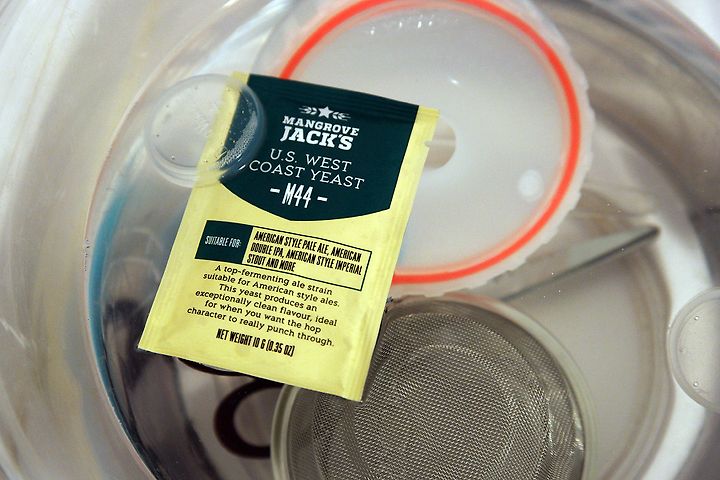 MANGROVE
JACK'S
U.S. WEST
COAST YEAST
- M44 -
SUITABLE FOR:
AMERICAN STYLE PALE ALE, AMERICAN
DOUBLE IPA, AMERICAN STYLE IMPERIAL
STOUT AND MORE
A top-fermenting ale strain
suitable for American style ales.
This yeast produces an
exceptionally clean flavour, ideal
for when you want the hop
character to really punch through.
NET WEIGHT 10 G (0.35 OZ)